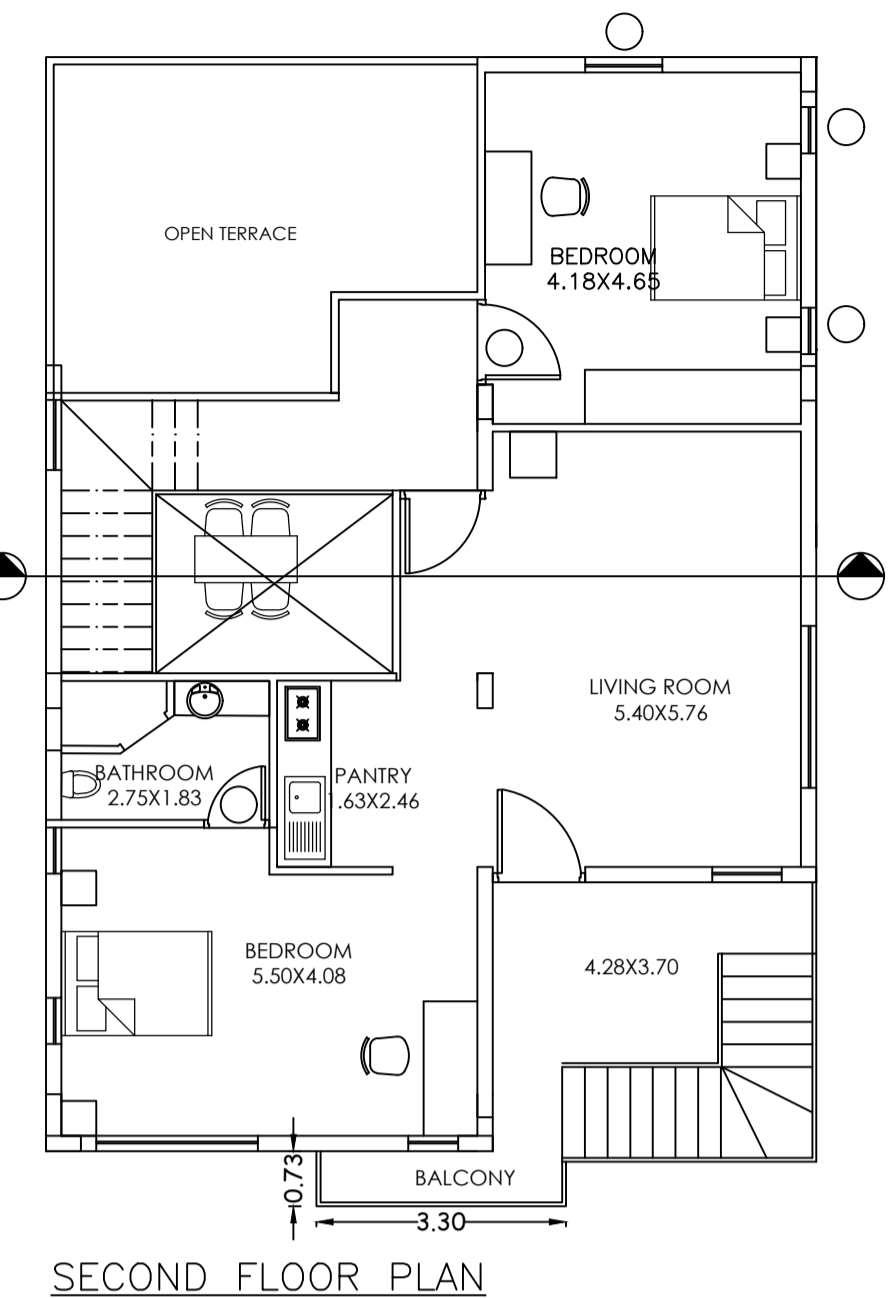 OPEN TERRACE
BEDROOM
4.18X4.65
LIVING ROOM
5.40X5.76
BATHROOM
2.75X1.83
PANTRY
.63X2.46
BEDROOM
5.50X4.08
4.28X3.70
0.73
BALCONY
3.30
SECOND FLOOR PLAN